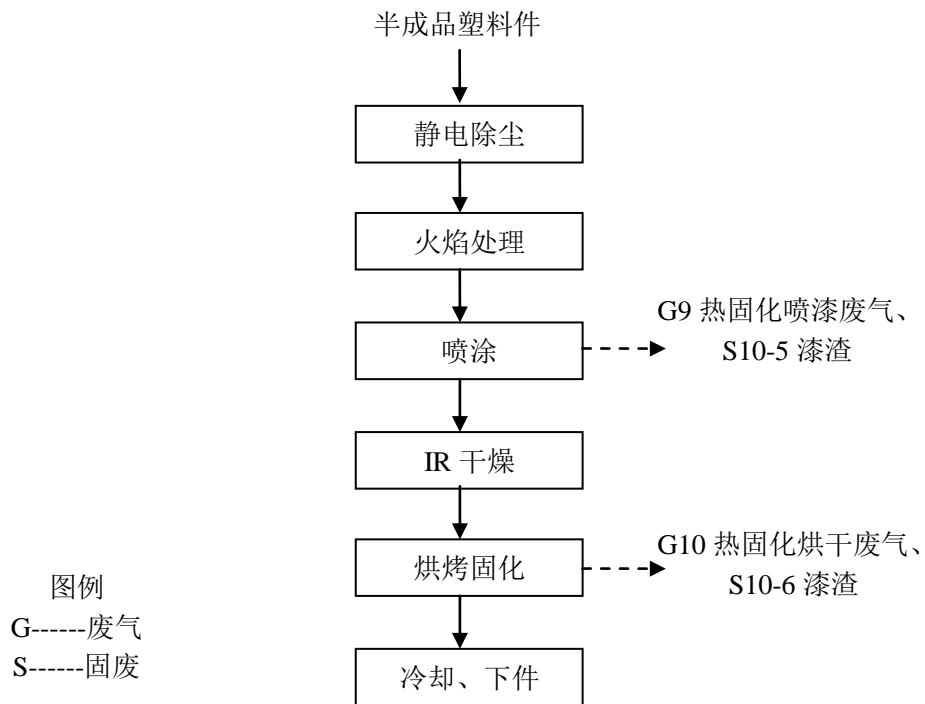 半成品塑料件
静电除尘
火焰处理
G9 热固化喷漆废气、
S10-5 漆渣
喷涂
IR 干燥
G10 热固化烘干废气、
S10-6 漆渣
烘烤固化
图例
G------废气
S------固废
冷却、下件